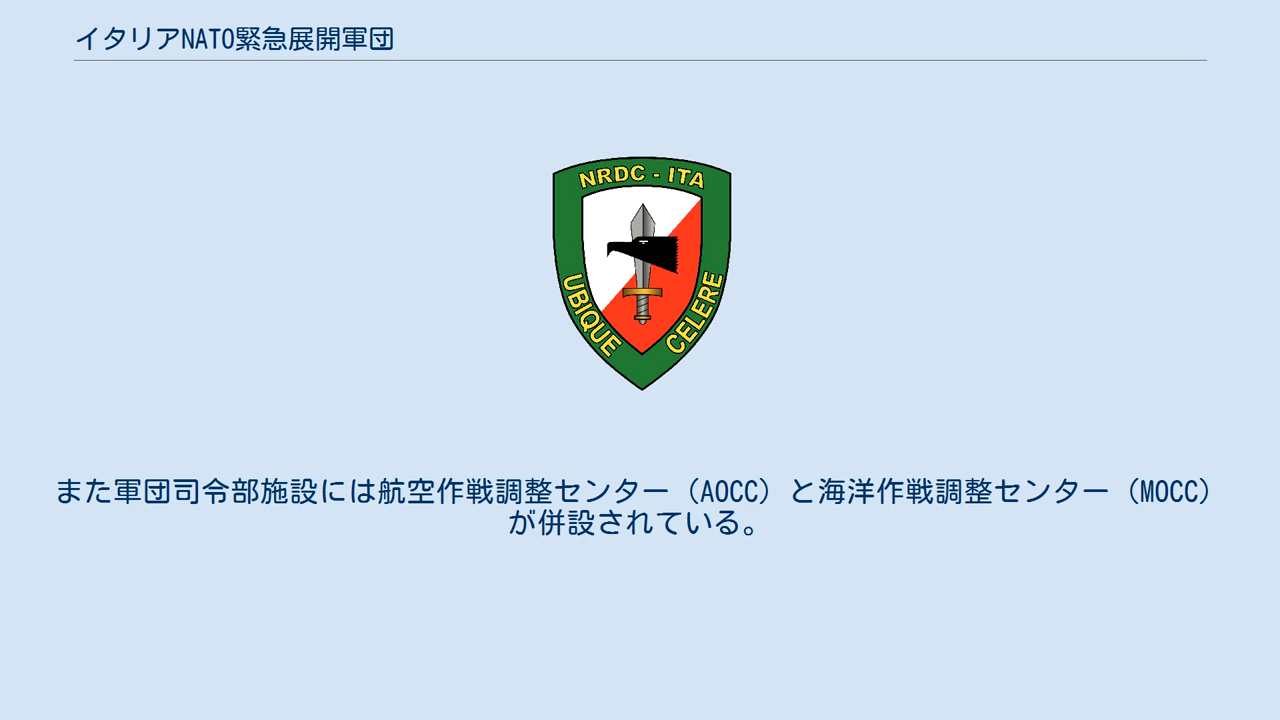 イタリアNATO緊急展開軍団
NRDC - ITA
UBIQUE
CELERE
また軍団司令部施設には航空作戦調整センター（AOCC）と海洋作戦調整センター（MOCC）
が併設されている。